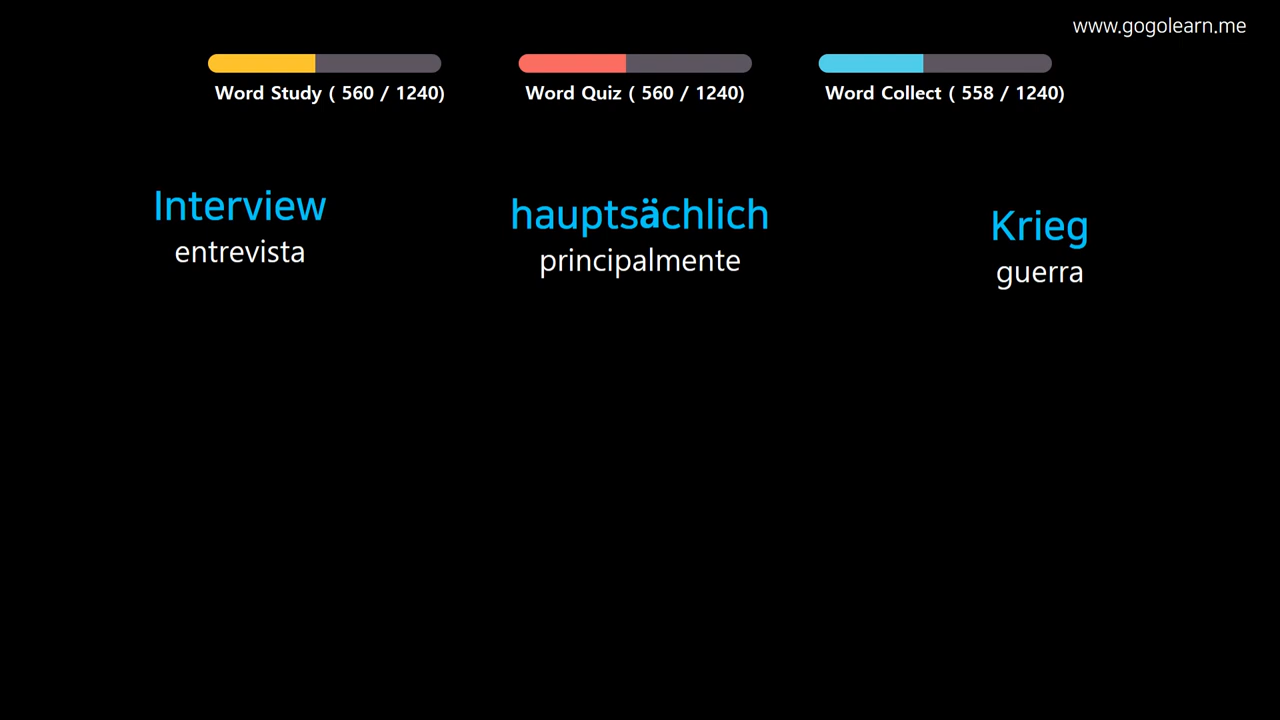 www.gogolearn.me
Word Study ( 560 / 1240)
Word Quiz ( 560 / 1240)
Word Collect ( 558 / 1240)
Interview
entrevista
hauptsächlich
principalmente
Krieg
guerra